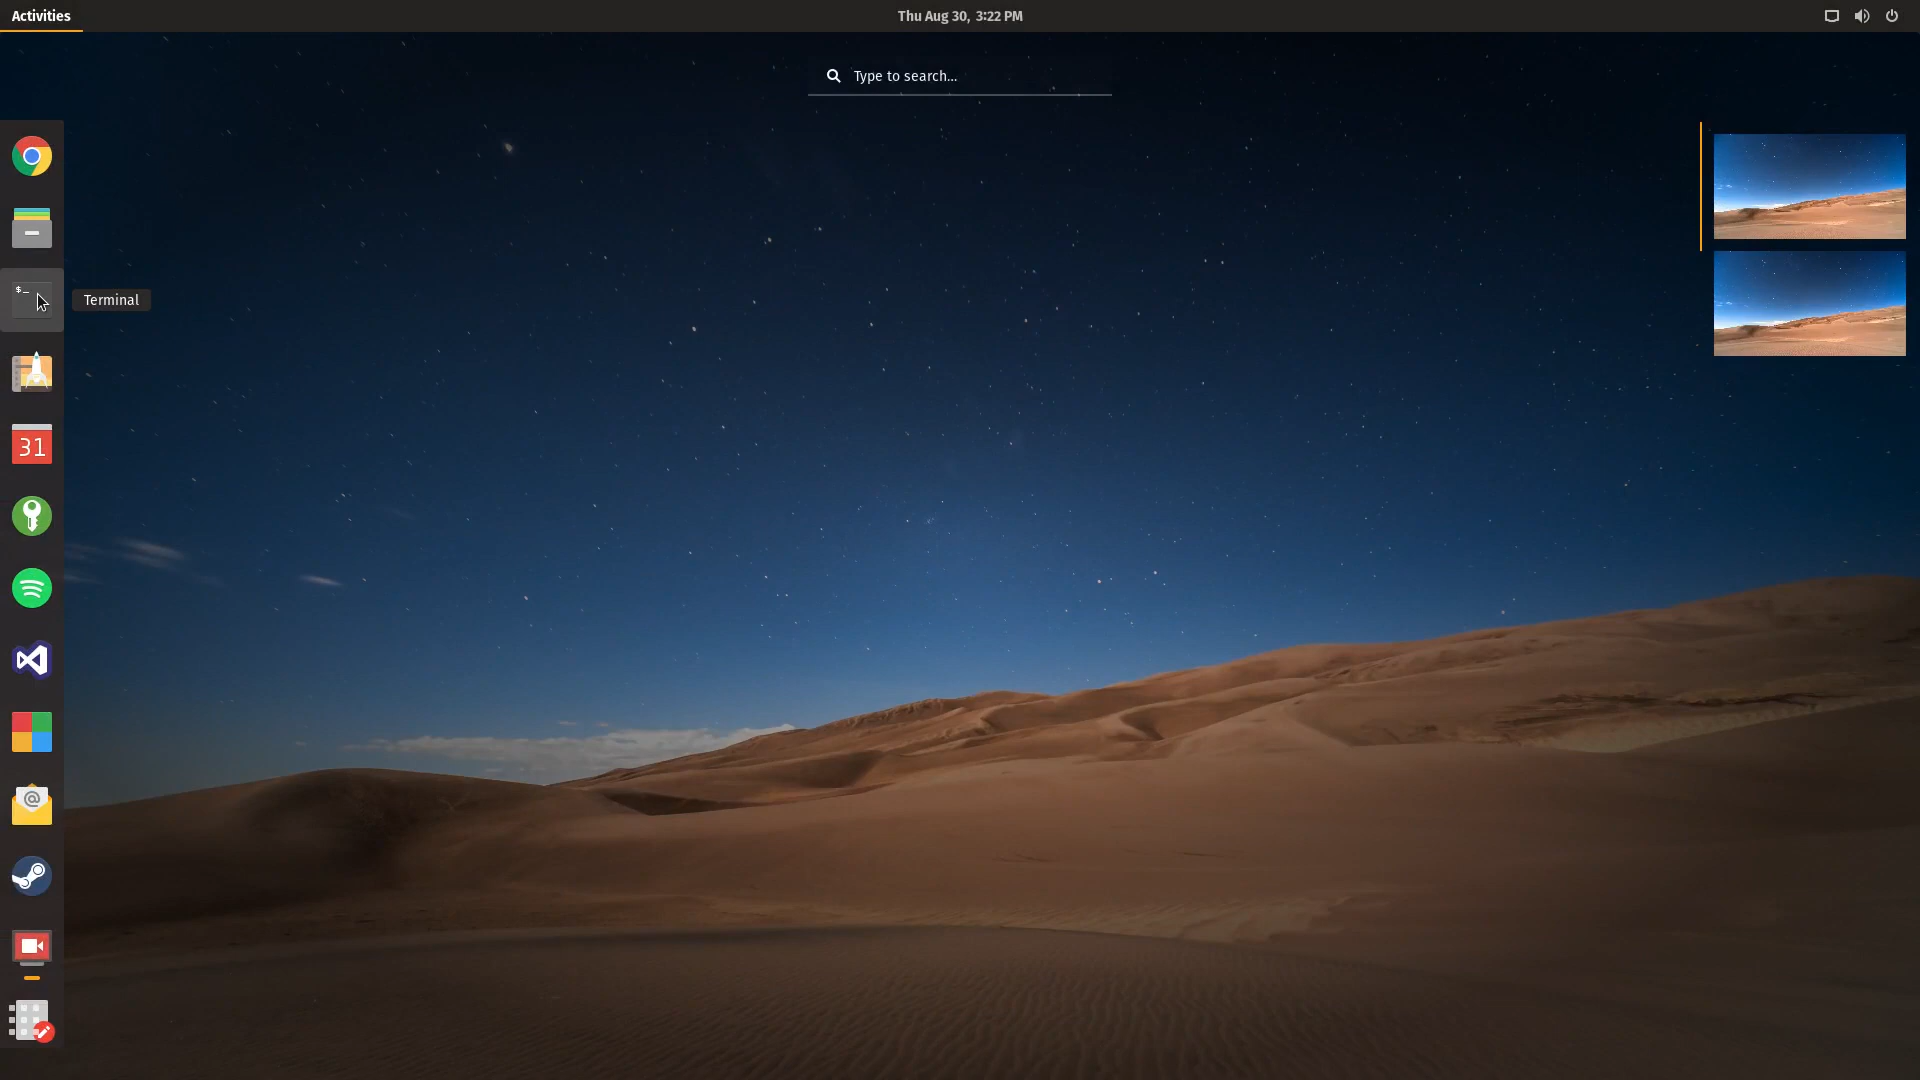 Activities
Thu Aug 30, 3:22 PM
Type to search...
$_
Terminal
31
@